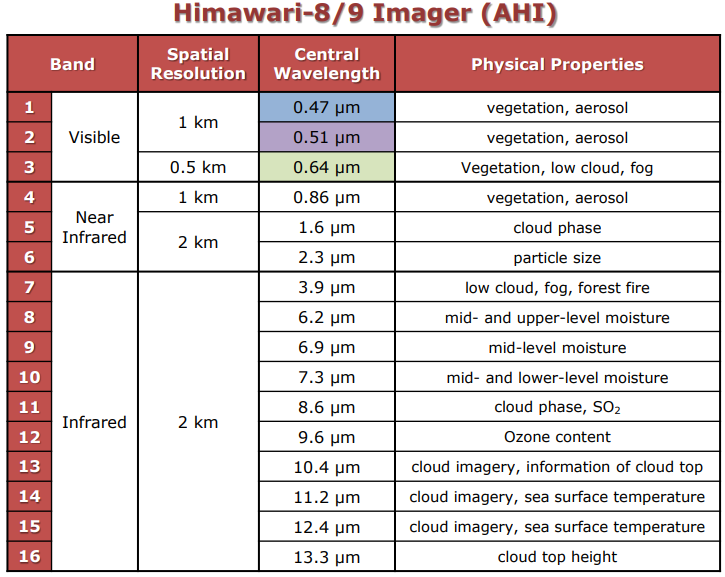 Himawari-8/9 Imager (AHI)
Band Spatial Resolution Central Wavelength Physical Properties
1 Visible 1 km 0.47 µm vegetation, aerosol
2 0.51 µm vegetation, aerosol
3 0.5 km 0.64 µm Vegetation, low cloud, fog
4 Near Infrared 1 km 0.86 µm vegetation, aerosol
5 2 km 1.6 µm cloud phase
6 2.3 µm particle size
7 Infrared 2 km 3.9 µm low cloud, fog, forest fire
8 6.2 µm mid- and upper-level moisture
9 6.9 µm mid-level moisture
10 7.3 µm mid- and lower-level moisture
11 8.6 µm cloud phase, SO₂
12 9.6 µm Ozone content
13 10.4 µm cloud imagery, information of cloud top
14 11.2 µm cloud imagery, sea surface temperature
15 12.4 µm cloud imagery, sea surface temperature
16 13.3 µm cloud top height